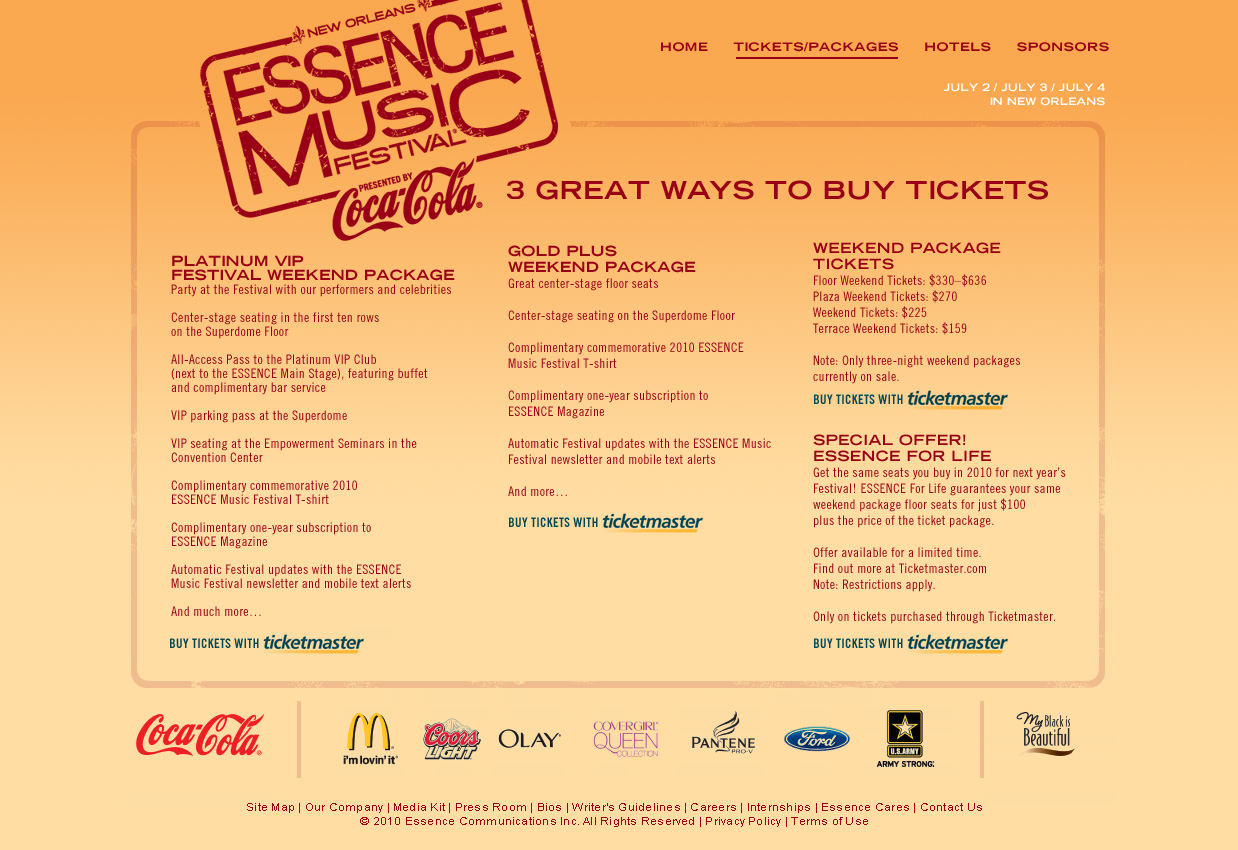 NEW ORLEANS
ESSENCE
MUSIC
FESTIVAL®
PRESENTED BY
Coca-Cola®
HOME TICKETS/PACKAGES HOTELS SPONSORS
JULY 2 / JULY 3 / JULY 4
IN NEW ORLEANS
3 GREAT WAYS TO BUY TICKETS
PLATINUM VIP
FESTIVAL WEEKEND PACKAGE
Party at the Festival with our performers and celebrities
Center-stage seating in the first ten rows
on the Superdome Floor
All-Access Pass to the Platinum VIP Club
(next to the ESSENCE Main Stage), featuring buffet
and complimentary bar service
VIP parking pass at the Superdome
VIP seating at the Empowerment Seminars in the
Convention Center
Complimentary commemorative 2010
ESSENCE Music Festival T-shirt
Complimentary one-year subscription to
ESSENCE Magazine
Automatic Festival updates with the ESSENCE
Music Festival newsletter and mobile text alerts
And much more...
BUY TICKETS WITH ticketmaster
GOLD PLUS
WEEKEND PACKAGE
Great center-stage floor seats
Center-stage seating on the Superdome Floor
Complimentary commemorative 2010 ESSENCE
Music Festival T-shirt
Complimentary one-year subscription to
ESSENCE Magazine
Automatic Festival updates with the ESSENCE Music
Festival newsletter and mobile text alerts
And more...
BUY TICKETS WITH ticketmaster
WEEKEND PACKAGE
TICKETS
Floor Weekend Tickets: $330–$636
Plaza Weekend Tickets: $270
Weekend Tickets: $225
Terrace Weekend Tickets: $159
Note: Only three-night weekend packages
currently on sale.
BUY TICKETS WITH ticketmaster
SPECIAL OFFER!
ESSENCE FOR LIFE
Get the same seats you buy in 2010 for next year's
Festival! ESSENCE For Life guarantees your same
weekend package floor seats for just $100
plus the price of the ticket package.
Offer available for a limited time.
Find out more at Ticketmaster.com
Note: Restrictions apply.
Only on tickets purchased through Ticketmaster.
BUY TICKETS WITH ticketmaster
Coca-Cola®
i'm lovin' it®
Coors
LIGHT
OLAY®
COVERGIRL®
QUEEN
COLLECTION
PANTENE
PRO-V
Ford
U.S.ARMY
ARMY STRONG.
My Black is
Beautiful
Site Map | Our Company | Media Kit | Press Room | Bios | Writer's Guidelines | Careers | Internships | Essence Cares | Contact Us
© 2010 Essence Communications Inc. All Rights Reserved | Privacy Policy | Terms of Use